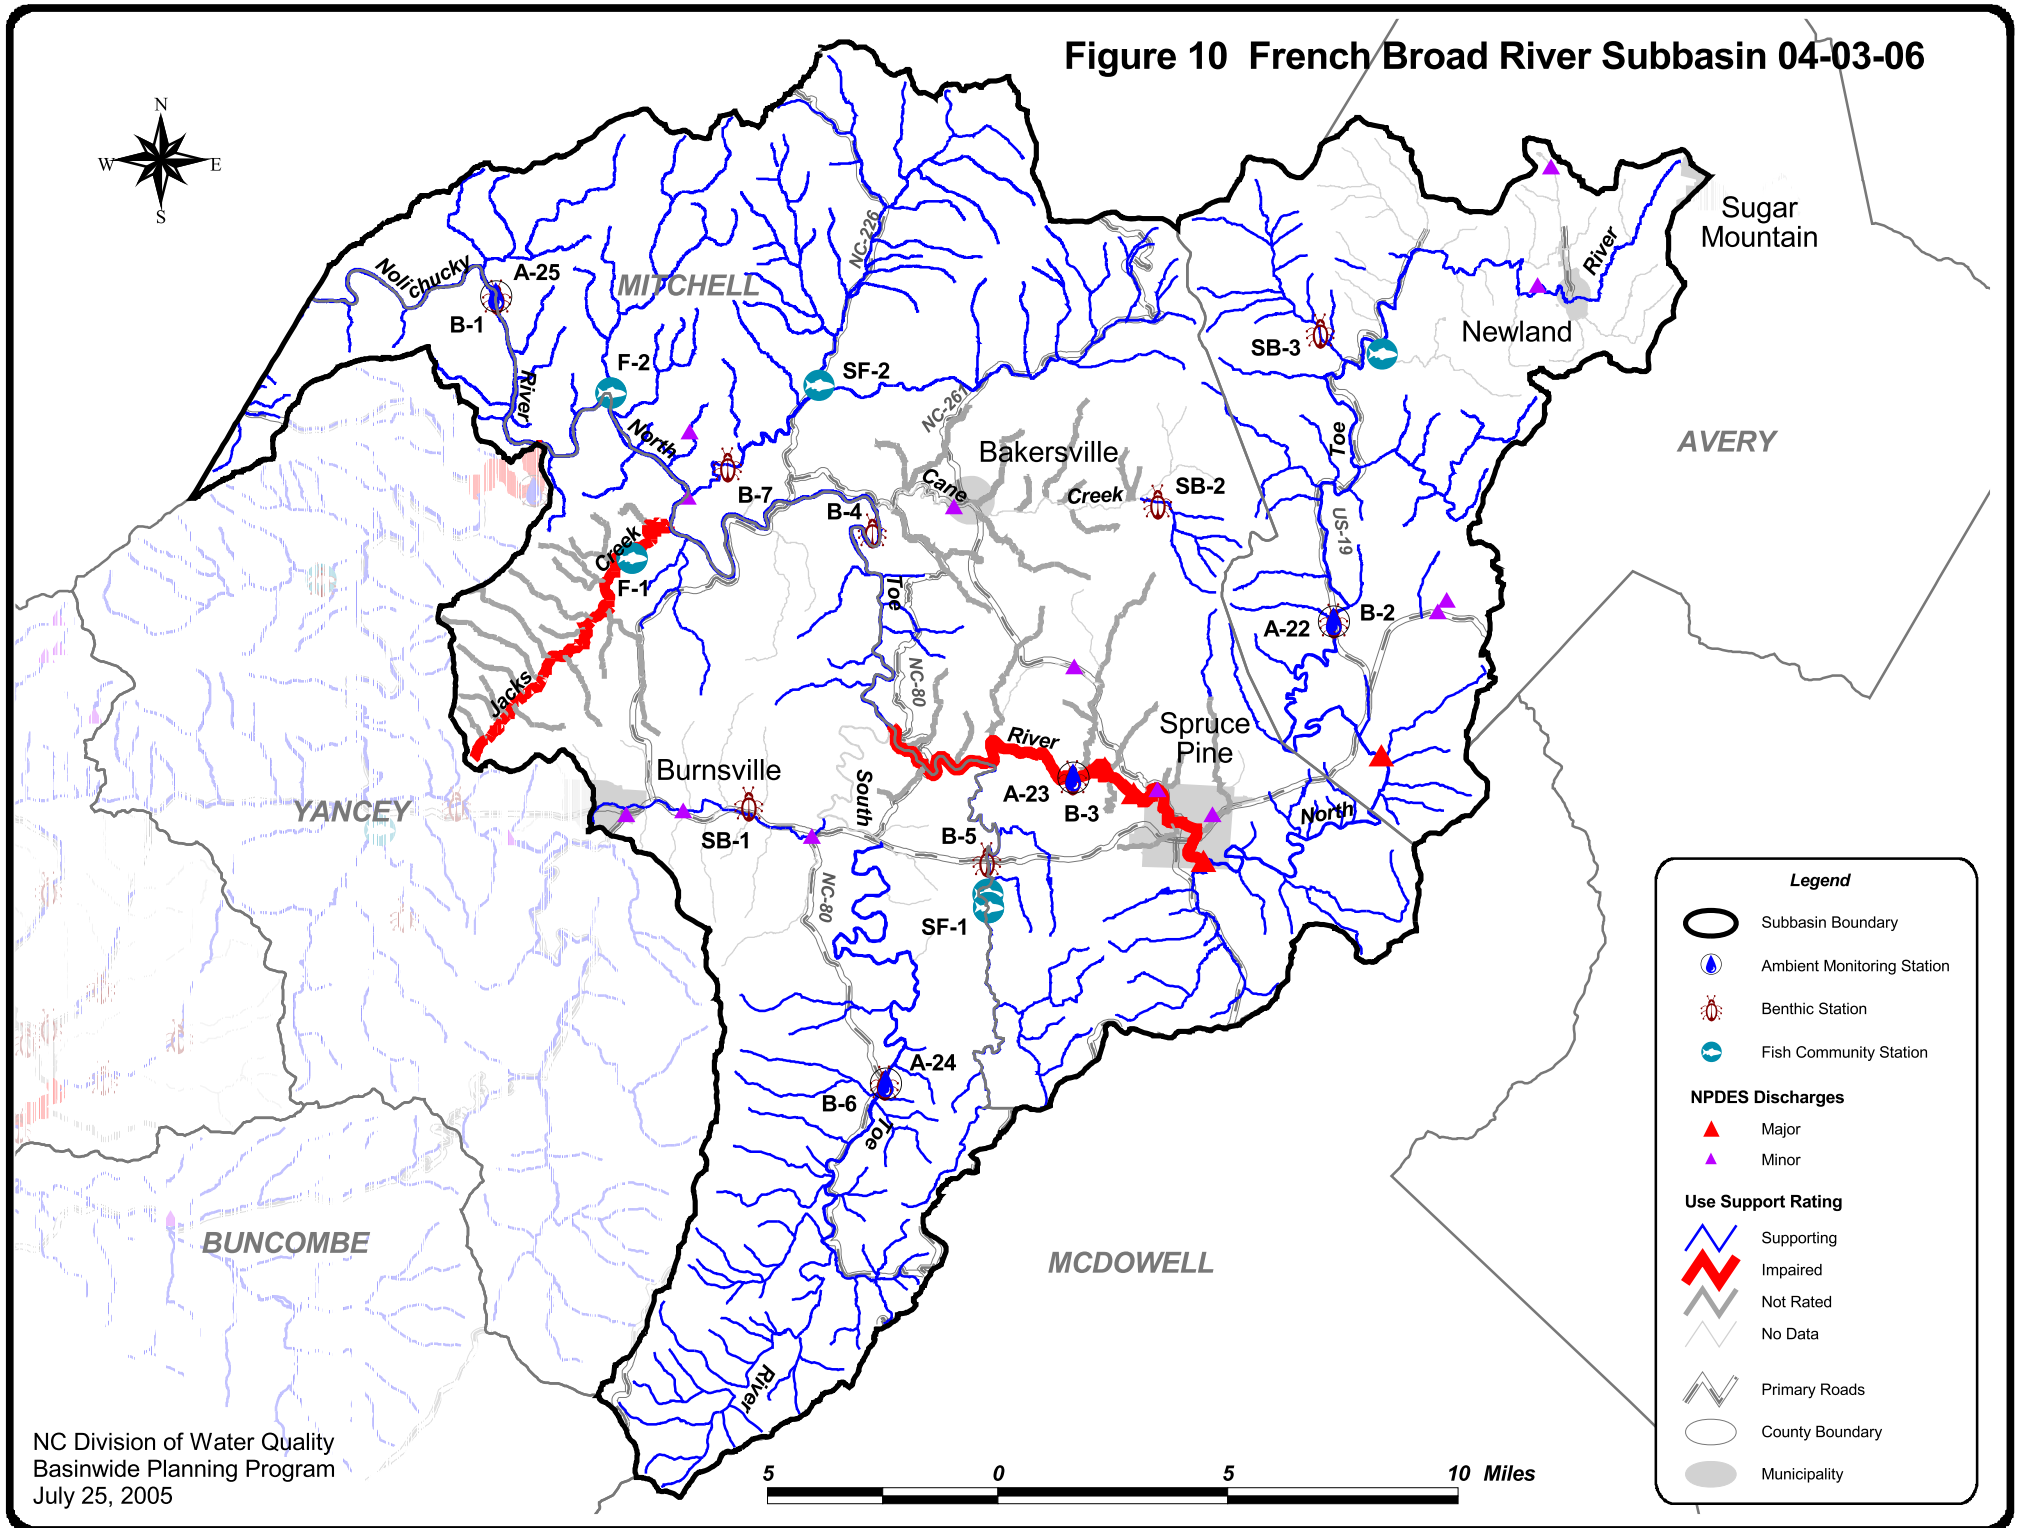 Figure 10 French Broad River Subbasin 04-03-06
N
W E
S
Sugar
Mountain
River
NC-226
Nolichucky
A-25
MITCHELL
B-1
Newland
SB-3
F-2
SF-2
River
NC-261
North
Toe
AVERY
Bakersville
Cane
Creek
SB-2
B-7
B-4
US-19
Creek
F-1
Toe
B-2
A-22
NC-80
Jacks
Spruce
Pine
River
Burnsville
South
A-23
B-3
YANCEY
North
SB-1
B-5
NC-80
SF-1
A-24
B-6
Toe
BUNCOMBE
MCDOWELL
River
Legend
Subbasin Boundary
Ambient Monitoring Station
Benthic Station
Fish Community Station
NPDES Discharges
Major
Minor
Use Support Rating
Supporting
Impaired
Not Rated
No Data
Primary Roads
County Boundary
Municipality
NC Division of Water Quality
Basinwide Planning Program
July 25, 2005
5 0 5 10 Miles